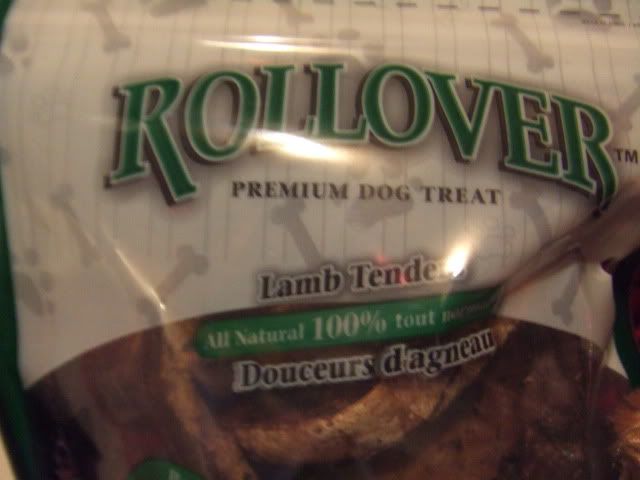 ROLLOVER™
PREMIUM DOG TREAT
Lamb
All Natural 100% tout
Douceurs d'agneau